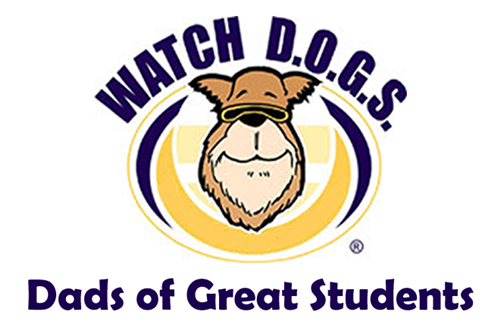 WATCH D.O.G.S.
®
Dads of Great Students